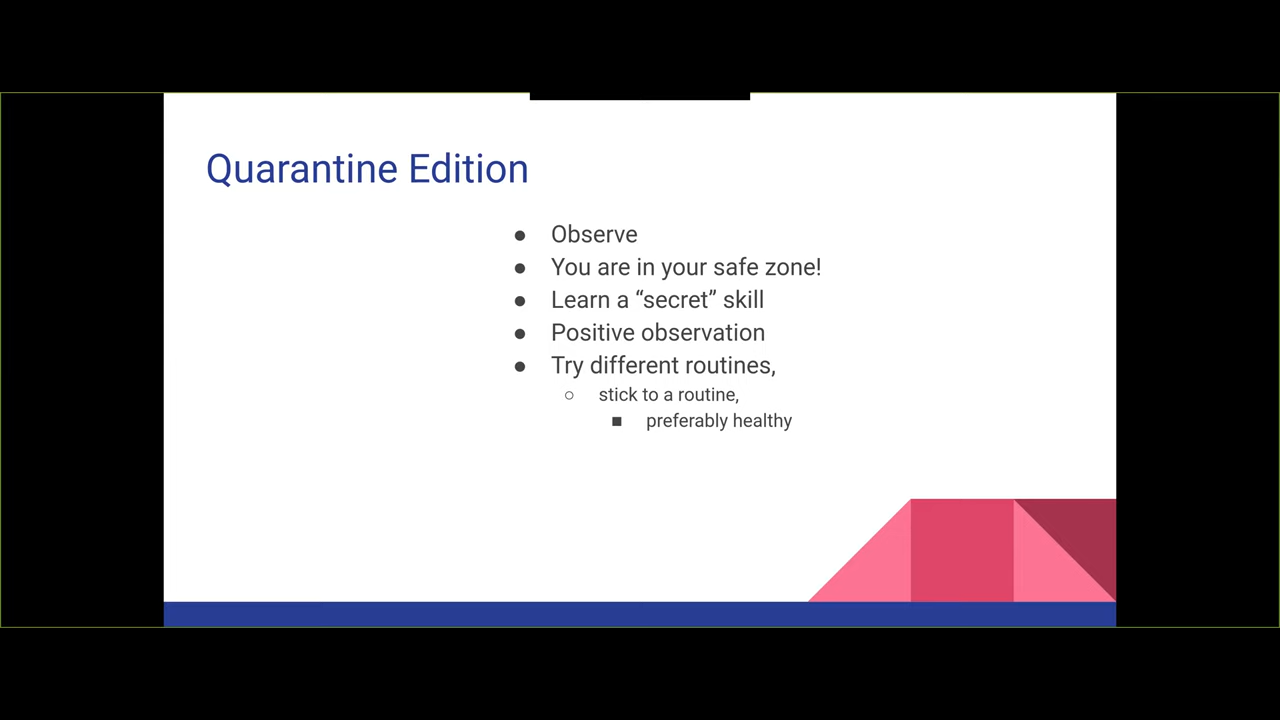 Quarantine Edition
● Observe
● You are in your safe zone!
● Learn a “secret” skill
● Positive observation
● Try different routines,
○ stick to a routine,
■ preferably healthy